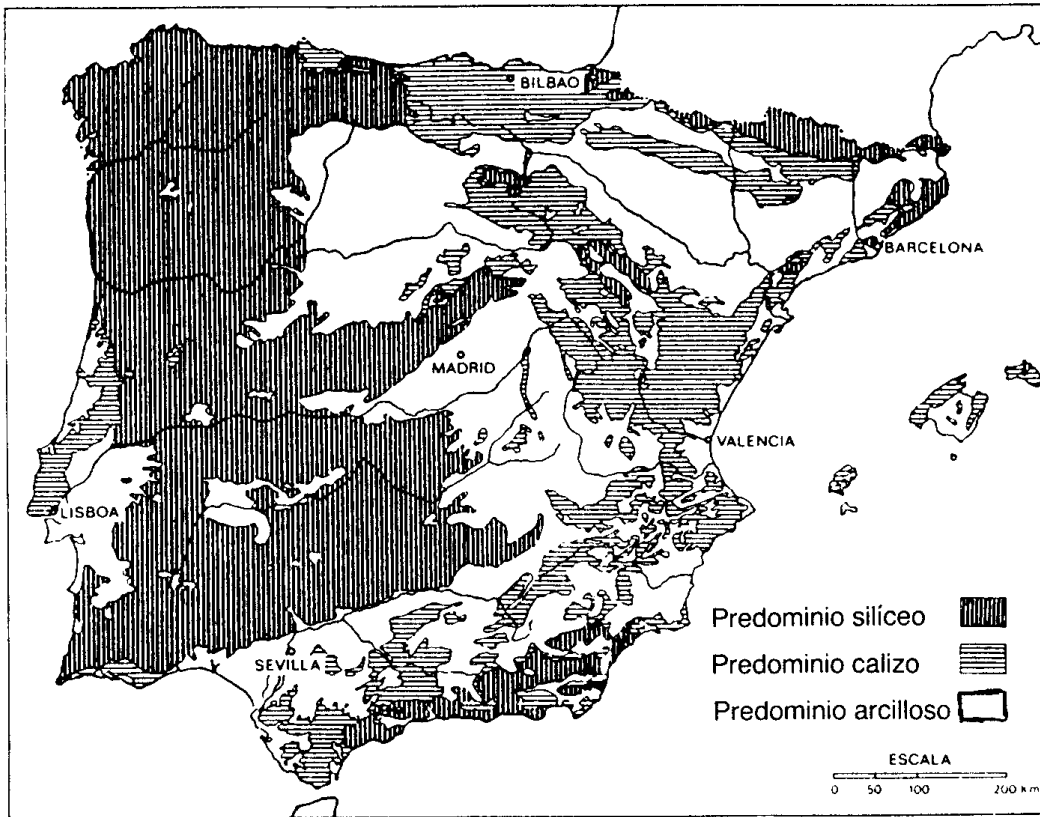 BILBAO
BARCELONA
MADRID
VALENCIA
LISBOA
SEVILLA
Predominio silíceo
Predominio calizo
Predominio arcilloso
ESCALA
0 50 100 200 km